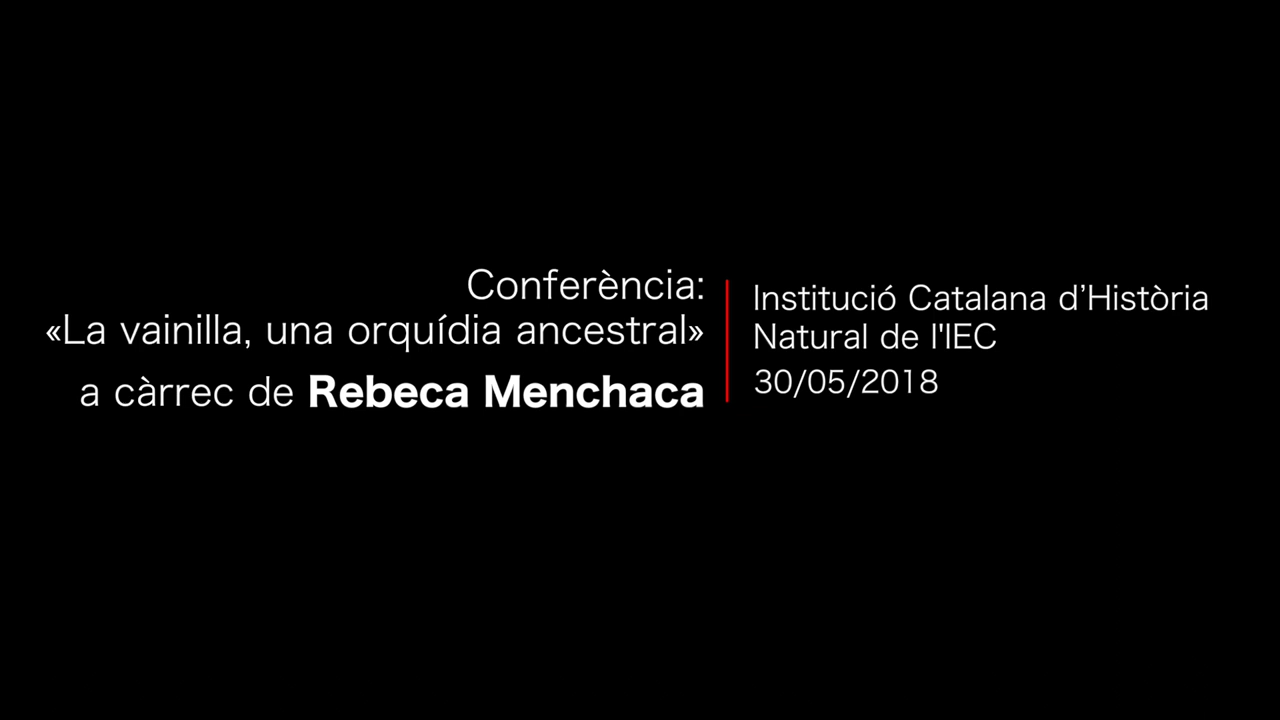 Conferència:
«La vainilla, una orquídia ancestral»
a càrrec de Rebeca Menchaca
Institució Catalana d’Història
Natural de l'IEC
30/05/2018